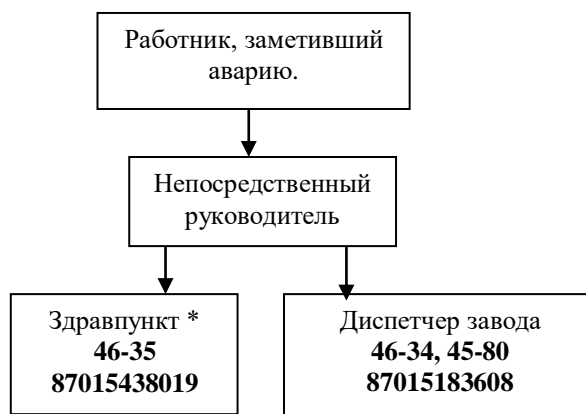 Работник, заметивший
аварию.
Непосредственный
руководитель
Здравпункт *
46-35
87015438019
Диспетчер завода
46-34, 45-80
87015183608